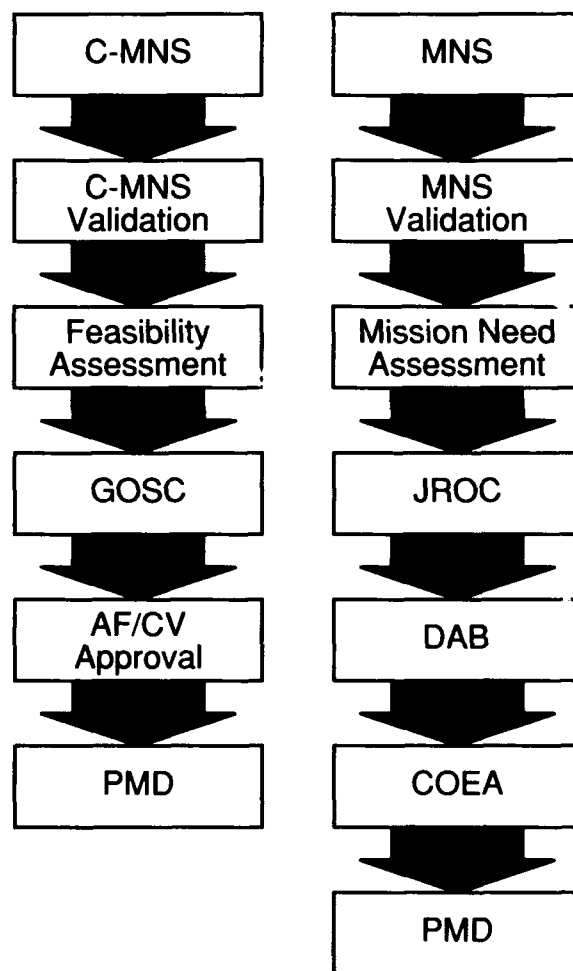 C-MNS
C-MNS
Validation
Feasibility
Assessment
GOSC
AF/CV
Approval
PMD
MNS
MNS
Validation
Mission Need
Assessment
JROC
DAB
COEA
PMD